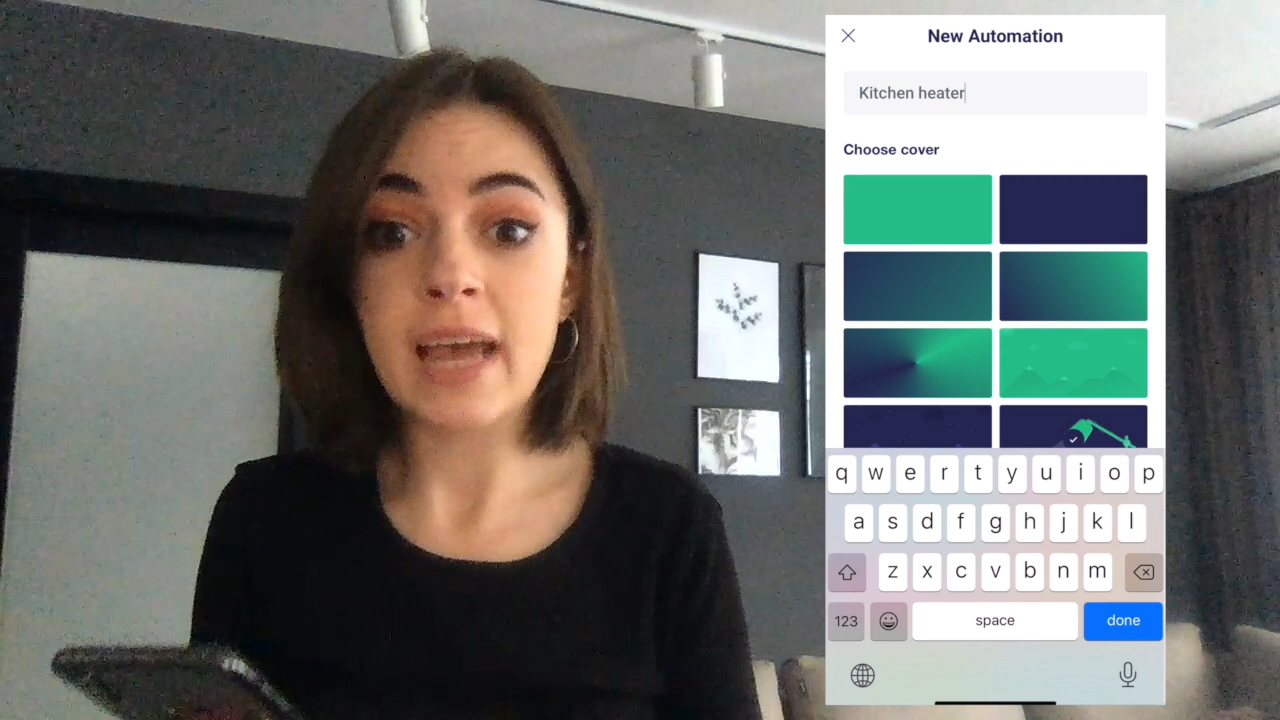 New Automation
Kitchen heater
Choose cover
q w e r t y u i o p
a s d f g h j k l
z x c v b n m
123 space done